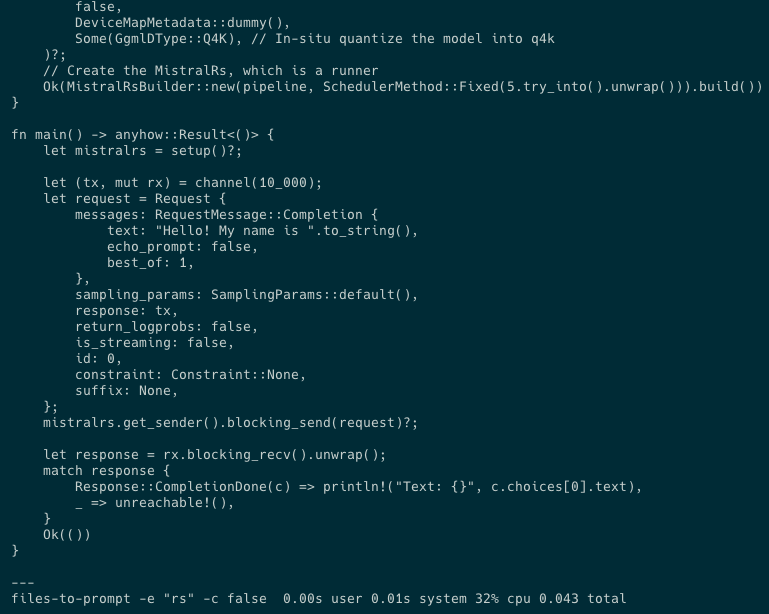 false,
        DeviceMapMetadata::dummy(),
        Some(GgmlDType::Q4K), // In-situ quantize the model into q4k
    )?;
    // Create the MistralRs, which is a runner
    Ok(MistralRsBuilder::new(pipeline, SchedulerMethod::Fixed(5.try_into().unwrap())).build())
}

fn main() -> anyhow::Result<()> {
    let mistralrs = setup()?;

    let (tx, mut rx) = channel(10_000);
    let request = Request {
        messages: RequestMessage::Completion {
            text: "Hello! My name is ".to_string(),
            echo_prompt: false,
            best_of: 1,
        },
        sampling_params: SamplingParams::default(),
        response: tx,
        return_logprobs: false,
        is_streaming: false,
        id: 0,
        constraint: Constraint::None,
        suffix: None,
    };
    mistralrs.get_sender().blocking_send(request)?;

    let response = rx.blocking_recv().unwrap();
    match response {
        Response::CompletionDone(c) => println!("Text: {}", c.choices[0].text),
        _ => unreachable!(),
    }
    Ok(())
}

---
files-to-prompt -e "rs" -c false  0.00s user 0.01s system 32% cpu 0.043 total